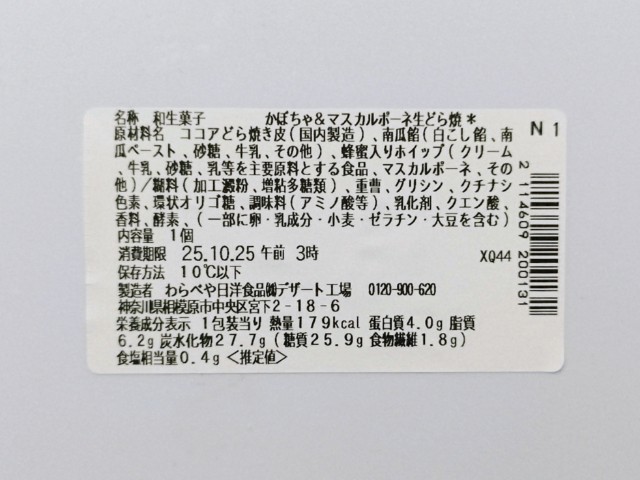 名称 和生菓子 かぼちゃ&マスカルポーネ生どら焼*
N 1
原材料名 ココアどら焼き皮(国内製造)、南瓜餡(白こし餡、南
瓜ペースト、砂糖、牛乳、その他)、蜂蜜入りホイップ(クリーム
、牛乳、砂糖、乳等を主要原料とする食品、マスカルポーネ、その
他)/糊料(加工澱粉、増粘多糖類)、重曹、グリシン、クチナシ
色素、環状オリゴ糖、調味料(アミノ酸等)、乳化剤、クエン酸、
香料、酵素、(一部に卵・乳成分・小麦・ゼラチン・大豆を含む)
内容量 1個
消費期限 25.10.25午前 3時
XQ44
保存方法 10℃以下
製造者 わらべや日洋食品㈱デザート工場 0120-900-620
神奈川県相模原市中央区宮下2-18-6
栄養成分表示 1包装当り 熱量179kcal 蛋白質4.0g 脂質
6.2g 炭水化物27.7g(糖質25.9g 食物繊維1.8g)
食塩相当量0.4g<推定値>
2 114609 200131